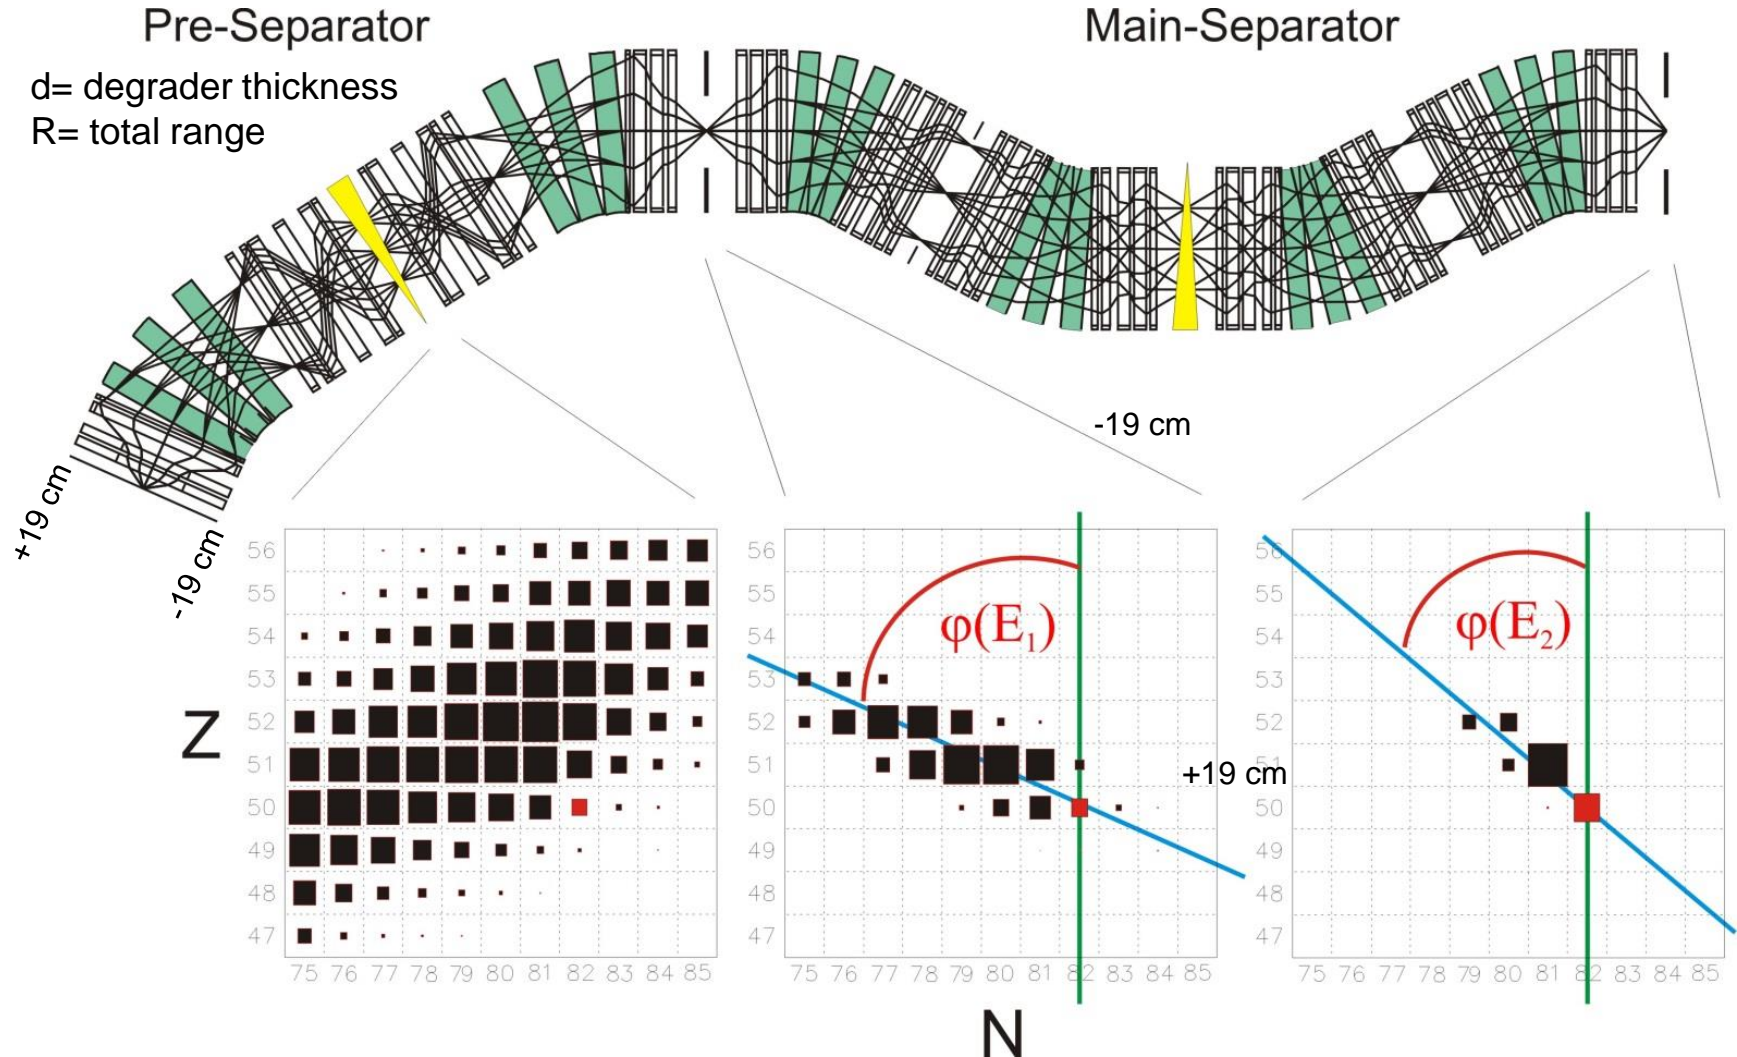 Pre-Separator
Main-Separator
d= degrader thickness
R= total range
+19 cm
-19 cm
-19 cm
+19 cm
Z
56
55
54
53
52
51
50
49
48
47
75 76 77 78 79 80 81 82 83 84 85
φ(E₁)
56
55
54
53
52
51
50
49
48
47
75 76 77 78 79 80 81 82 83 84 85
φ(E₂)
56
55
54
53
52
51
50
49
48
47
75 76 77 78 79 80 81 82 83 84 85
N